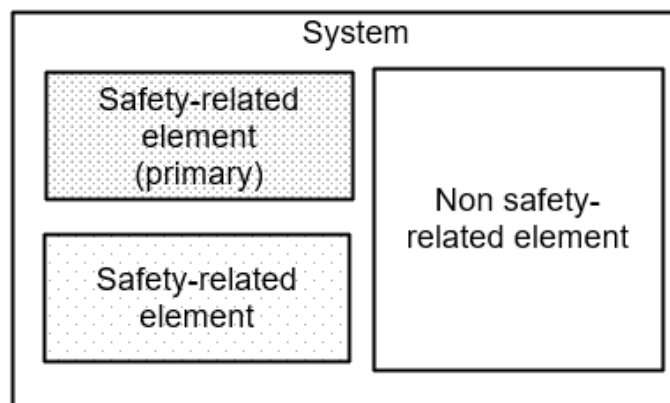 System
Safety-related
element
(primary)
Non safety-
related element
Safety-related
element